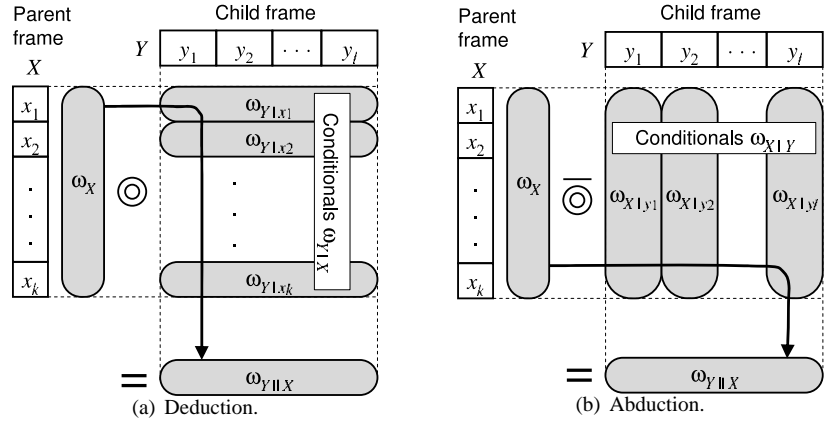 Parent frame
Child frame
X
Y
y1 y2 · · · yl
x1
x2
·
·
·
xk
ωX
◎
ωY|x1
ωY|x2
·
·
·
ωY|xk
Conditionals ωY|X
=
ωY||X
(a) Deduction.
Parent frame
Child frame
X
Y
y1 y2 · · · yl
x1
x2
·
·
·
·
xk
ωX
◎̅
Conditionals ωX|Y
ωX|y1
ωX|y2
ωX|yl
=
ωY||X
(b) Abduction.